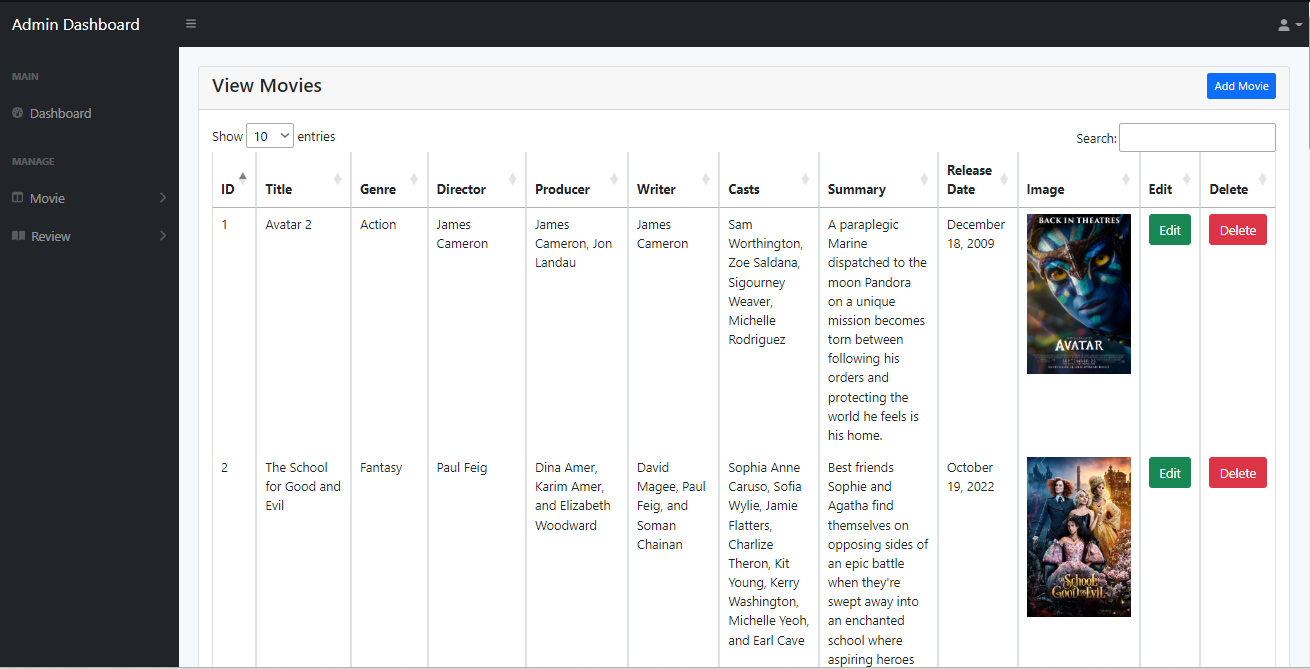 Admin Dashboard
MAIN
Dashboard
MANAGE
Movie
Review
View Movies
Add Movie
Show 10 entries
Search:
ID
Title
Genre
Director
Producer
Writer
Casts
Summary
Release
Date
Image
Edit
Delete
1
Avatar 2
Action
James
Cameron
James
Cameron, Jon
Landau
James
Cameron
Sam
Worthington,
Zoe Saldana,
Sigourney
Weaver,
Michelle
Rodriguez
A paraplegic
Marine
dispatched to the
moon Pandora
on a unique
mission becomes
torn between
following his
orders and
protecting the
world he feels is
his home.
December
18, 2009
BACK IN THEATRES
AVATAR
Edit
Delete
2
The School
for Good and
Evil
Fantasy
Paul Feig
Dina Amer,
Karim Amer,
and Elizabeth
Woodward
David
Magee, Paul
Feig, and
Soman
Chainan
Sophia Anne
Caruso, Sofia
Wylie, Jamie
Flatters,
Charlize
Theron, Kit
Young, Kerry
Washington,
Michelle Yeoh,
and Earl Cave
Best friends
Sophie and
Agatha find
themselves on
opposing sides of
an epic battle
when they're
swept away into
an enchanted
school where
aspiring heroes
October
19, 2022
School
Good Evil
Edit
Delete